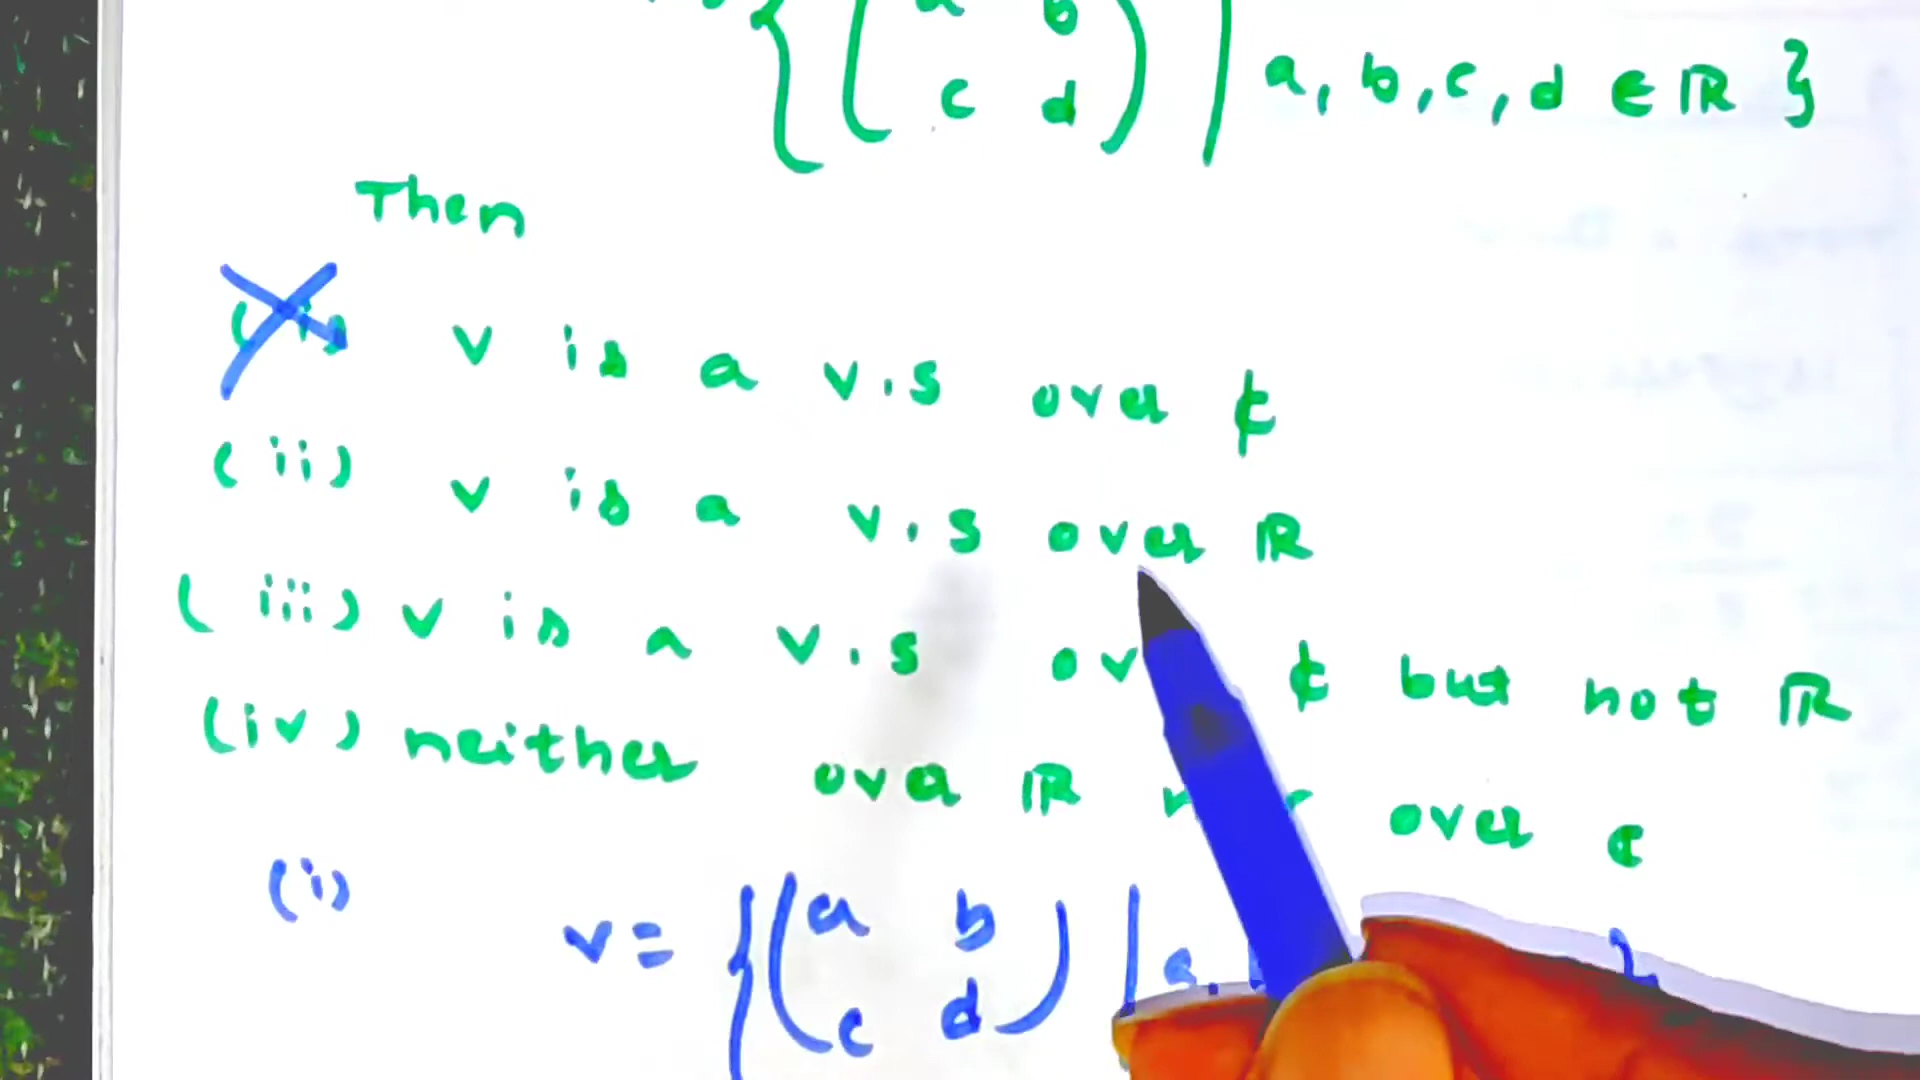 { ( a b
c d ) | a, b, c, d ∈ ℝ }
Then
(i) v is a v.s over ₵
(ii) v is a v.s over ℝ
(iii) v is a v.s ov ₵ but not ℝ
(iv) neither over ℝ over c
(i) v = { ( a b ) | a,
c d